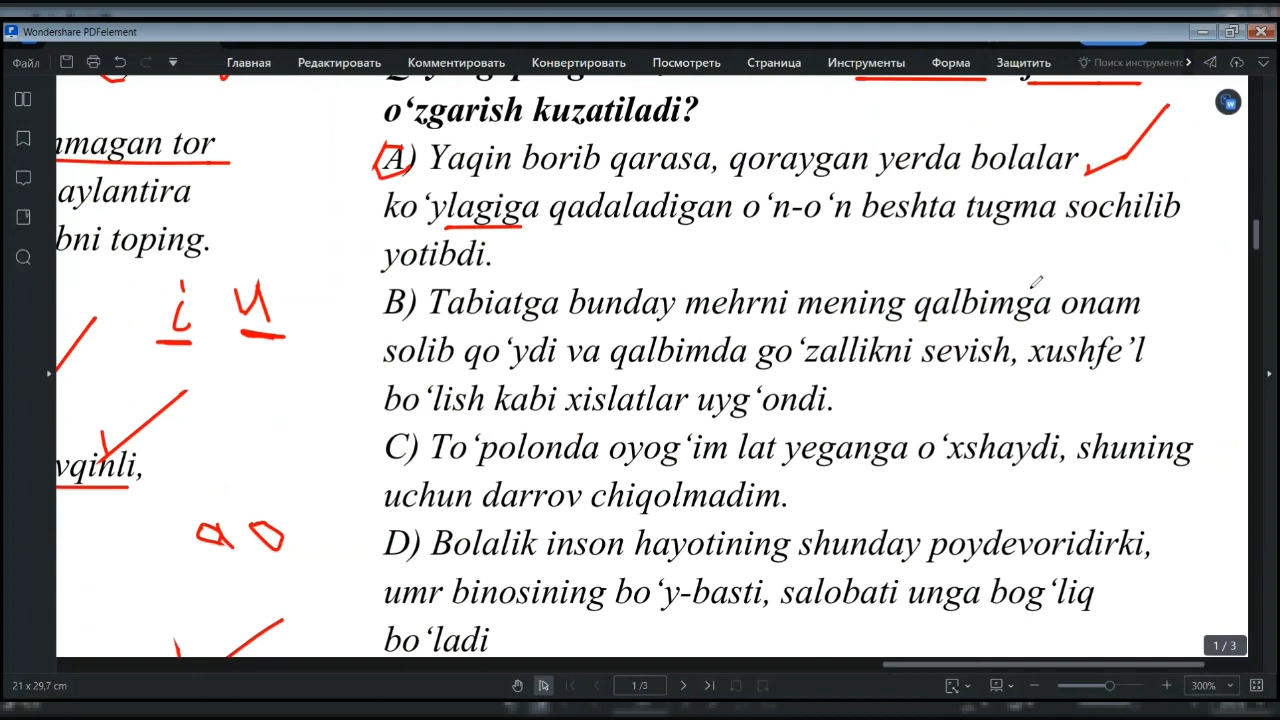 Wondershare PDFelement
Файл Главная Редактировать Комментировать Конвертировать Посмотреть Страница Инструменты Форма Защитить Поиск инструменто
o‘zgarish kuzatiladi?
A) Yaqin borib qarasa, qoraygan yerda bolalar
ko‘ylagiga qadaladigan o‘n-o‘n beshta tugma sochilib
yotibdi.
B) Tabiatga bunday mehrni mening qalbimga onam
solib qo‘ydi va qalbimda go‘zallikni sevish, xushfe’l
bo‘lish kabi xislatlar uyg‘ondi.
C) To‘polonda oyog‘im lat yeganga o‘xshaydi, shuning
uchun darrov chiqolmadim.
D) Bolalik inson hayotining shunday poydevoridirki,
umr binosining bo‘y-basti, salobati unga bog‘liq
bo‘ladi
nmagan tor
aylantira
bni toping.
i u
vqinli,
a o
1 / 3
21 x 29,7 cm
1 /3
300%